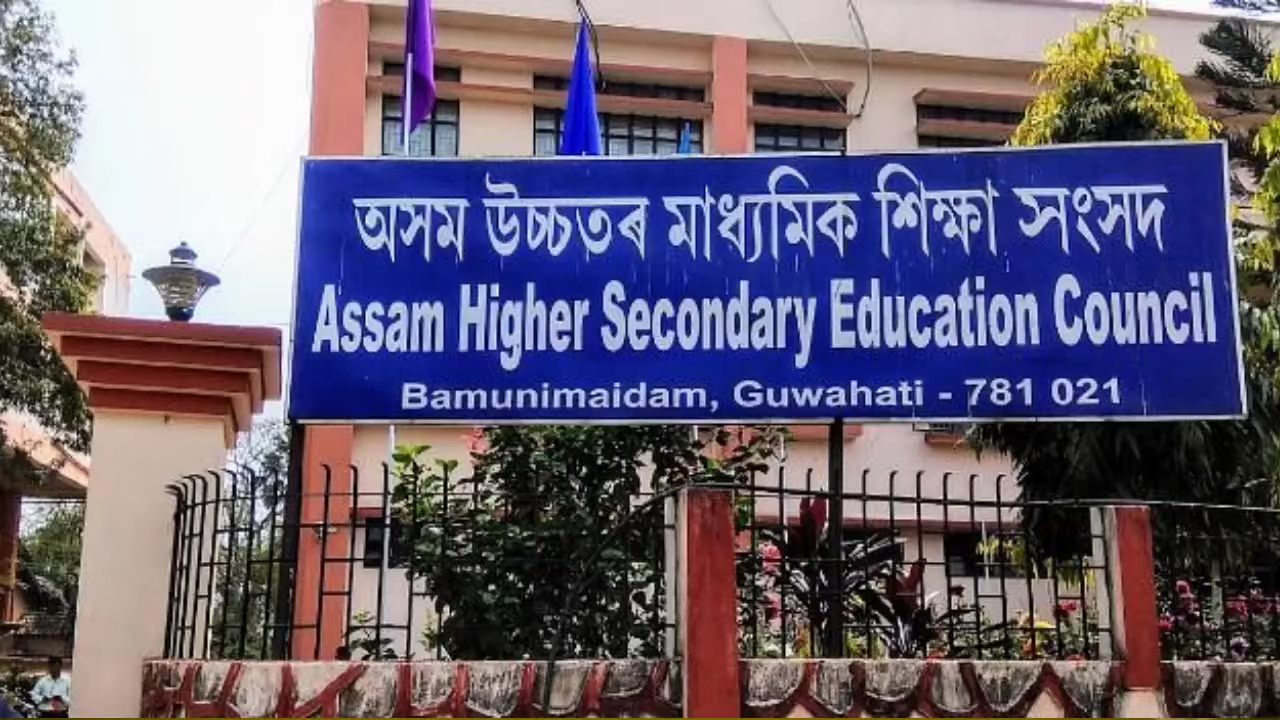 অসম উচ্চতৰ মাধ্যমিক শিক্ষা সংসদ
Assam Higher Secondary Education Council
Bamunimaidam, Guwahati - 781 021